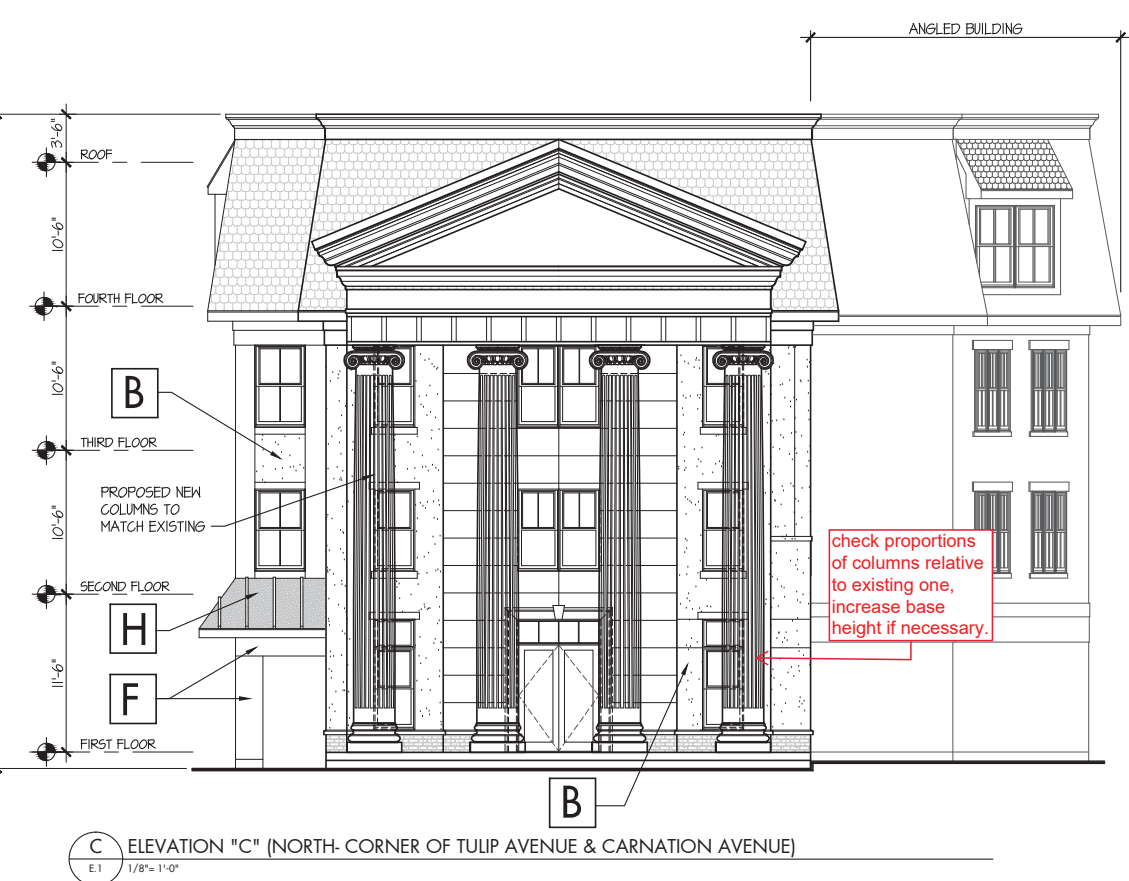 ANGLED BUILDING
3'-6"
ROOF
10'-6"
FOURTH FLOOR
10'-6"
B
THIRD FLOOR
PROPOSED NEW
COLUMNS TO
MATCH EXISTING
10'-6"
check proportions
of columns relative
to existing one,
increase base
height if necessary.
SECOND FLOOR
H
11'-6"
F
FIRST FLOOR
B
C
E.1
ELEVATION "C" (NORTH- CORNER OF TULIP AVENUE & CARNATION AVENUE)
1/8"= 1'-0"